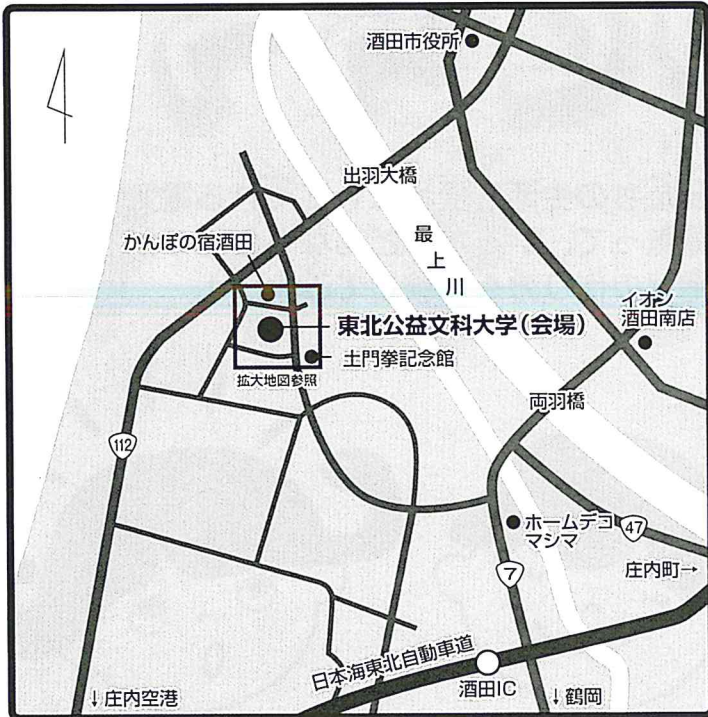 酒田市役所
出羽大橋
かんぽの宿酒田
最上川
イオン
酒田南店
東北公益文科大学(会場)
土門拳記念館
拡大地図参照
両羽橋
112
ホームデコ
マシマ
47
7
庄内町→
日本海東北自動車道
酒田IC
↓庄内空港
↓鶴岡